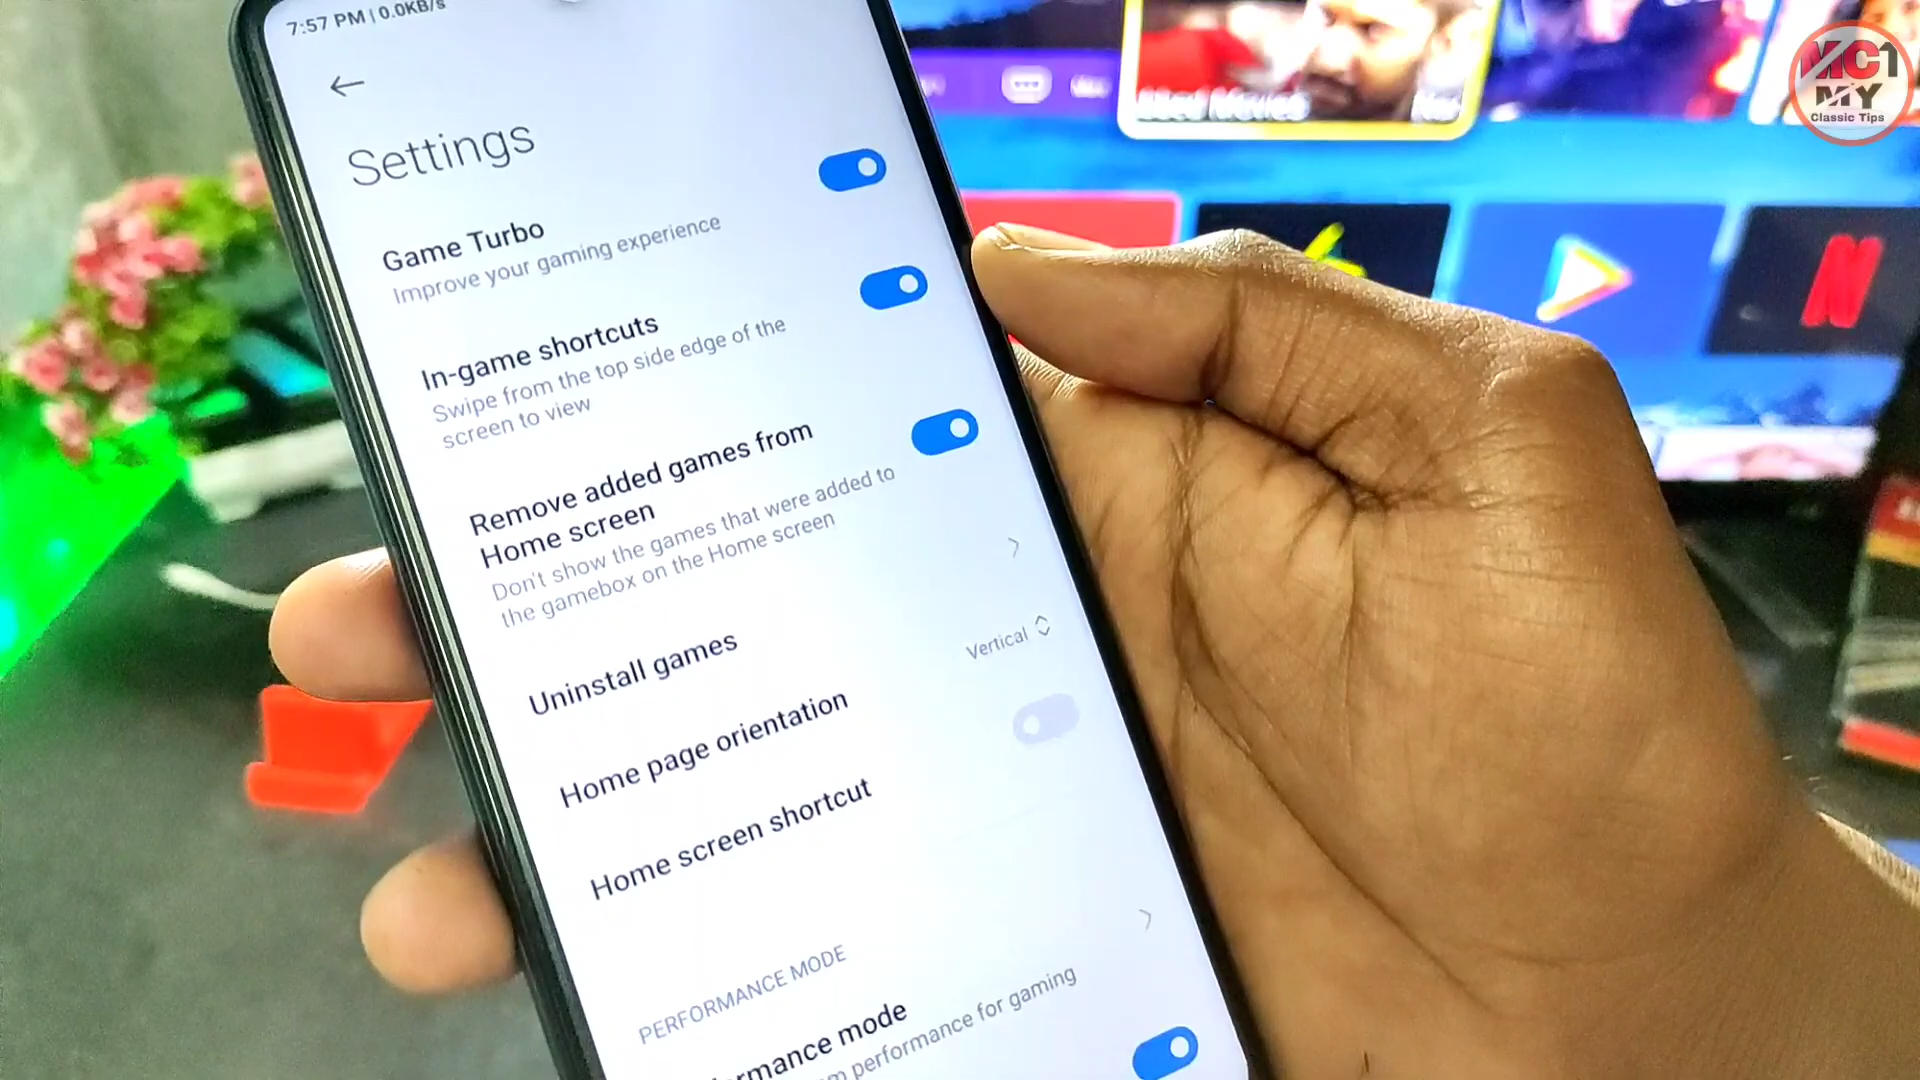 7:57 PM | 0.0KB/s
MC1
MY
Classic Tips
Settings
Game Turbo
Improve your gaming experience
In-game shortcuts
Swipe from the top side edge of the
screen to view
Remove added games from
Home screen
Don't show the games that were added to
the gamebox on the Home screen
Uninstall games
Home page orientation
Vertical
Home screen shortcut
PERFORMANCE MODE
rmance mode
performance for gaming